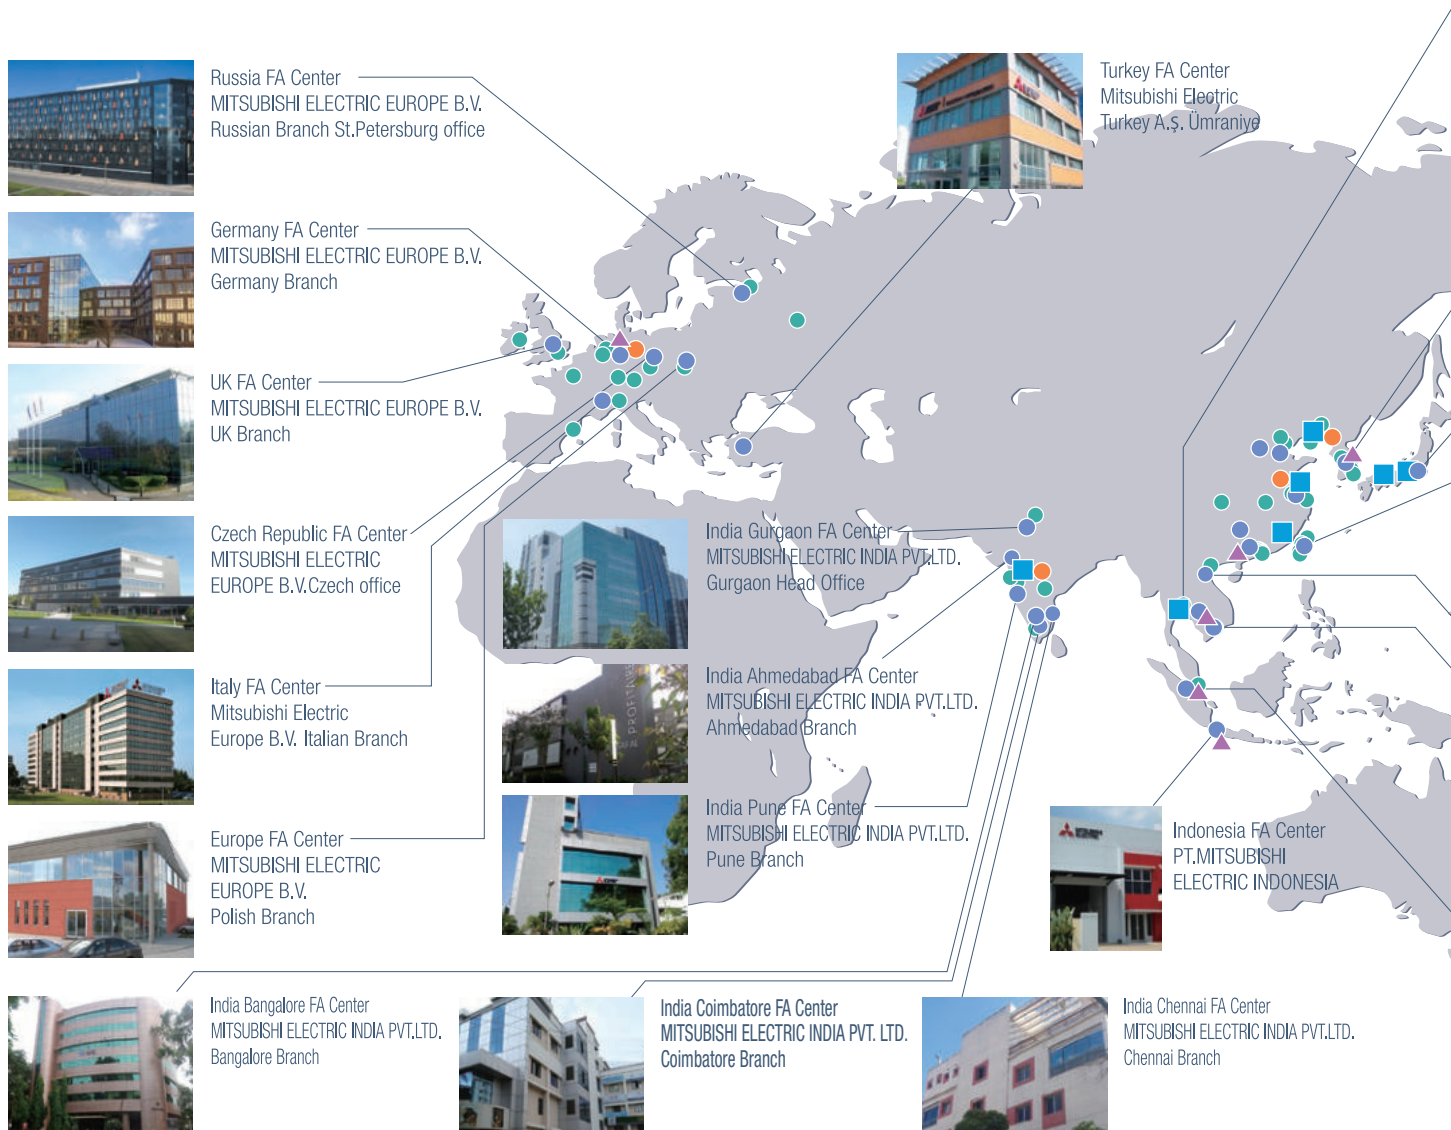 Russia FA Center
MITSUBISHI ELECTRIC EUROPE B.V.
Russian Branch St.Petersburg office
Turkey FA Center
Mitsubishi Electric
Turkey A.Ş. Ümraniye
Germany FA Center
MITSUBISHI ELECTRIC EUROPE B.V.
Germany Branch
UK FA Center
MITSUBISHI ELECTRIC EUROPE B.V.
UK Branch
Czech Republic FA Center
MITSUBISHI ELECTRIC
EUROPE B.V.Czech office
India Gurgaon FA Center
MITSUBISHI ELECTRIC INDIA PVT.LTD.
Gurgaon Head Office
Italy FA Center
Mitsubishi Electric
Europe B.V. Italian Branch
India Ahmedabad FA Center
MITSUBISHI ELECTRIC INDIA PVT.LTD.
Ahmedabad Branch
Europe FA Center
MITSUBISHI ELECTRIC
EUROPE B.V.
Polish Branch
India Pune FA Center
MITSUBISHI ELECTRIC INDIA PVT.LTD.
Pune Branch
Indonesia FA Center
PT.MITSUBISHI
ELECTRIC INDONESIA
India Bangalore FA Center
MITSUBISHI ELECTRIC INDIA PVT.LTD.
Bangalore Branch
India Coimbatore FA Center
MITSUBISHI ELECTRIC INDIA PVT. LTD.
Coimbatore Branch
India Chennai FA Center
MITSUBISHI ELECTRIC INDIA PVT.LTD.
Chennai Branch